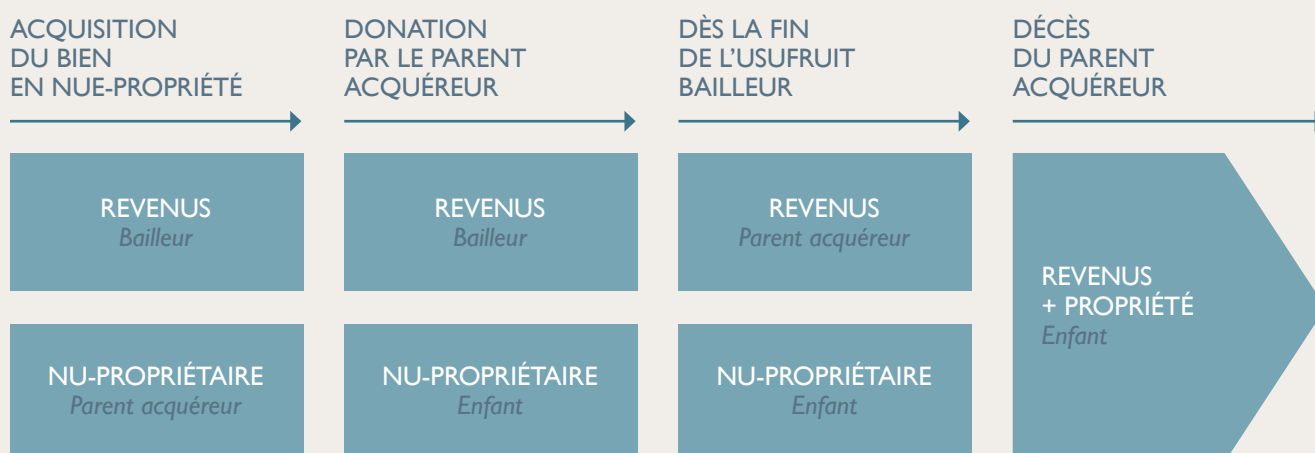 ACQUISITION
DU BIEN
EN NUE-PROPRIÉTÉ
DONATION
PAR LE PARENT
ACQUÉREUR
DÈS LA FIN
DE L'USUFRUIT
BAILLEUR
DÉCÈS
DU PARENT
ACQUÉREUR
REVENUS
Bailleur
REVENUS
Bailleur
REVENUS
Parent acquéreur
REVENUS
+ PROPRIÉTÉ
Enfant
NU-PROPRIÉTAIRE
Parent acquéreur
NU-PROPRIÉTAIRE
Enfant
NU-PROPRIÉTAIRE
Enfant